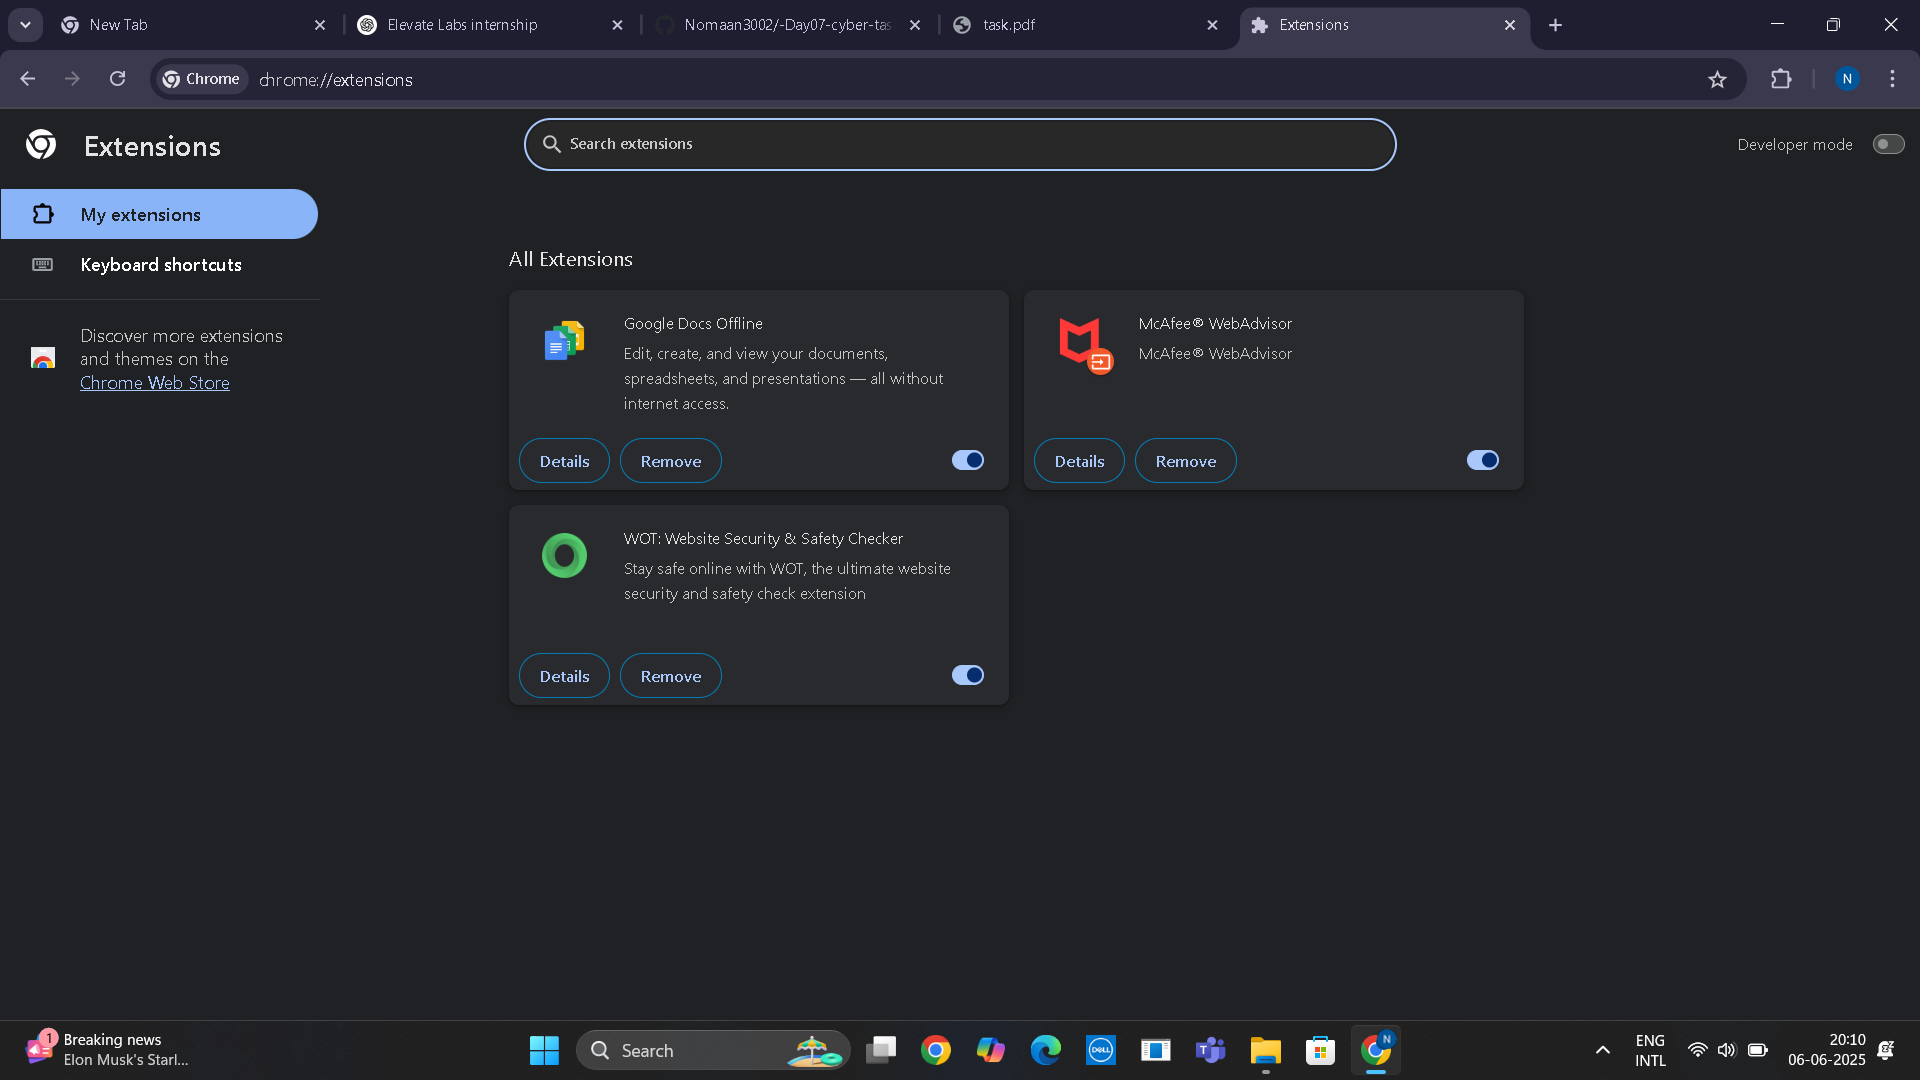 New Tab
Elevate Labs internship
Nomaan3002/-Day07-cyber-tas
task.pdf
Extensions
Chrome
chrome://extensions
N
Extensions
Search extensions
Developer mode
My extensions
Keyboard shortcuts
Discover more extensions
and themes on the
Chrome Web Store
All Extensions
Google Docs Offline
Edit, create, and view your documents,
spreadsheets, and presentations — all without
internet access.
Details
Remove
McAfee® WebAdvisor
McAfee® WebAdvisor
Details
Remove
WOT: Website Security & Safety Checker
Stay safe online with WOT, the ultimate website
security and safety check extension
Details
Remove
1
Breaking news
Elon Musk's Starl...
Search
DELL
T
N
ENG
INTL
20:10
06-06-2025